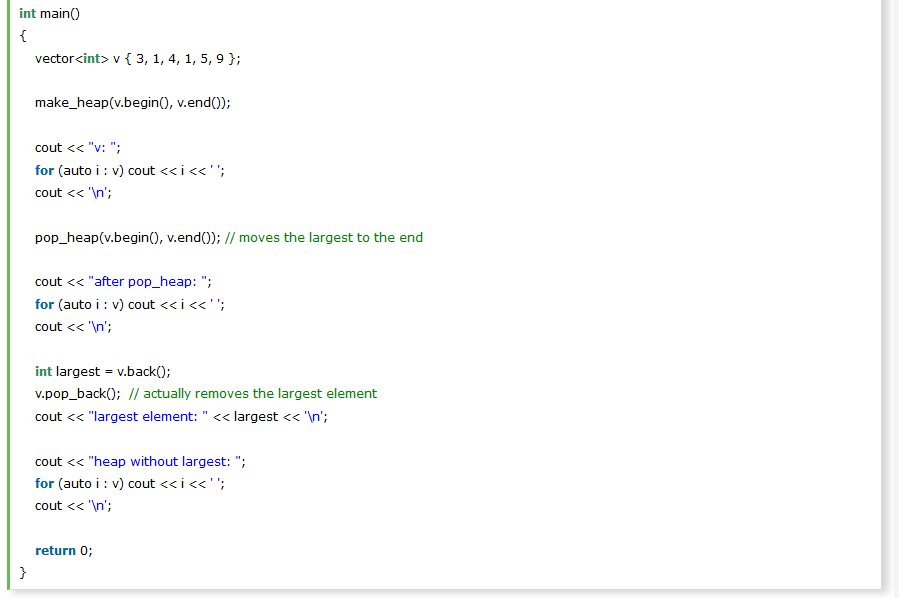 int main()
{
vector<int> v { 3, 1, 4, 1, 5, 9 };
make_heap(v.begin(), v.end());
cout << "v: ";
for (auto i : v) cout << i << ' ';
cout << '\n';
pop_heap(v.begin(), v.end()); // moves the largest to the end
cout << "after pop_heap: ";
for (auto i : v) cout << i << ' ';
cout << '\n';
int largest = v.back();
v.pop_back();  // actually removes the largest element
cout << "largest element: " << largest << '\n';
cout << "heap without largest: ";
for (auto i : v) cout << i << ' ';
cout << '\n';
return 0;
}